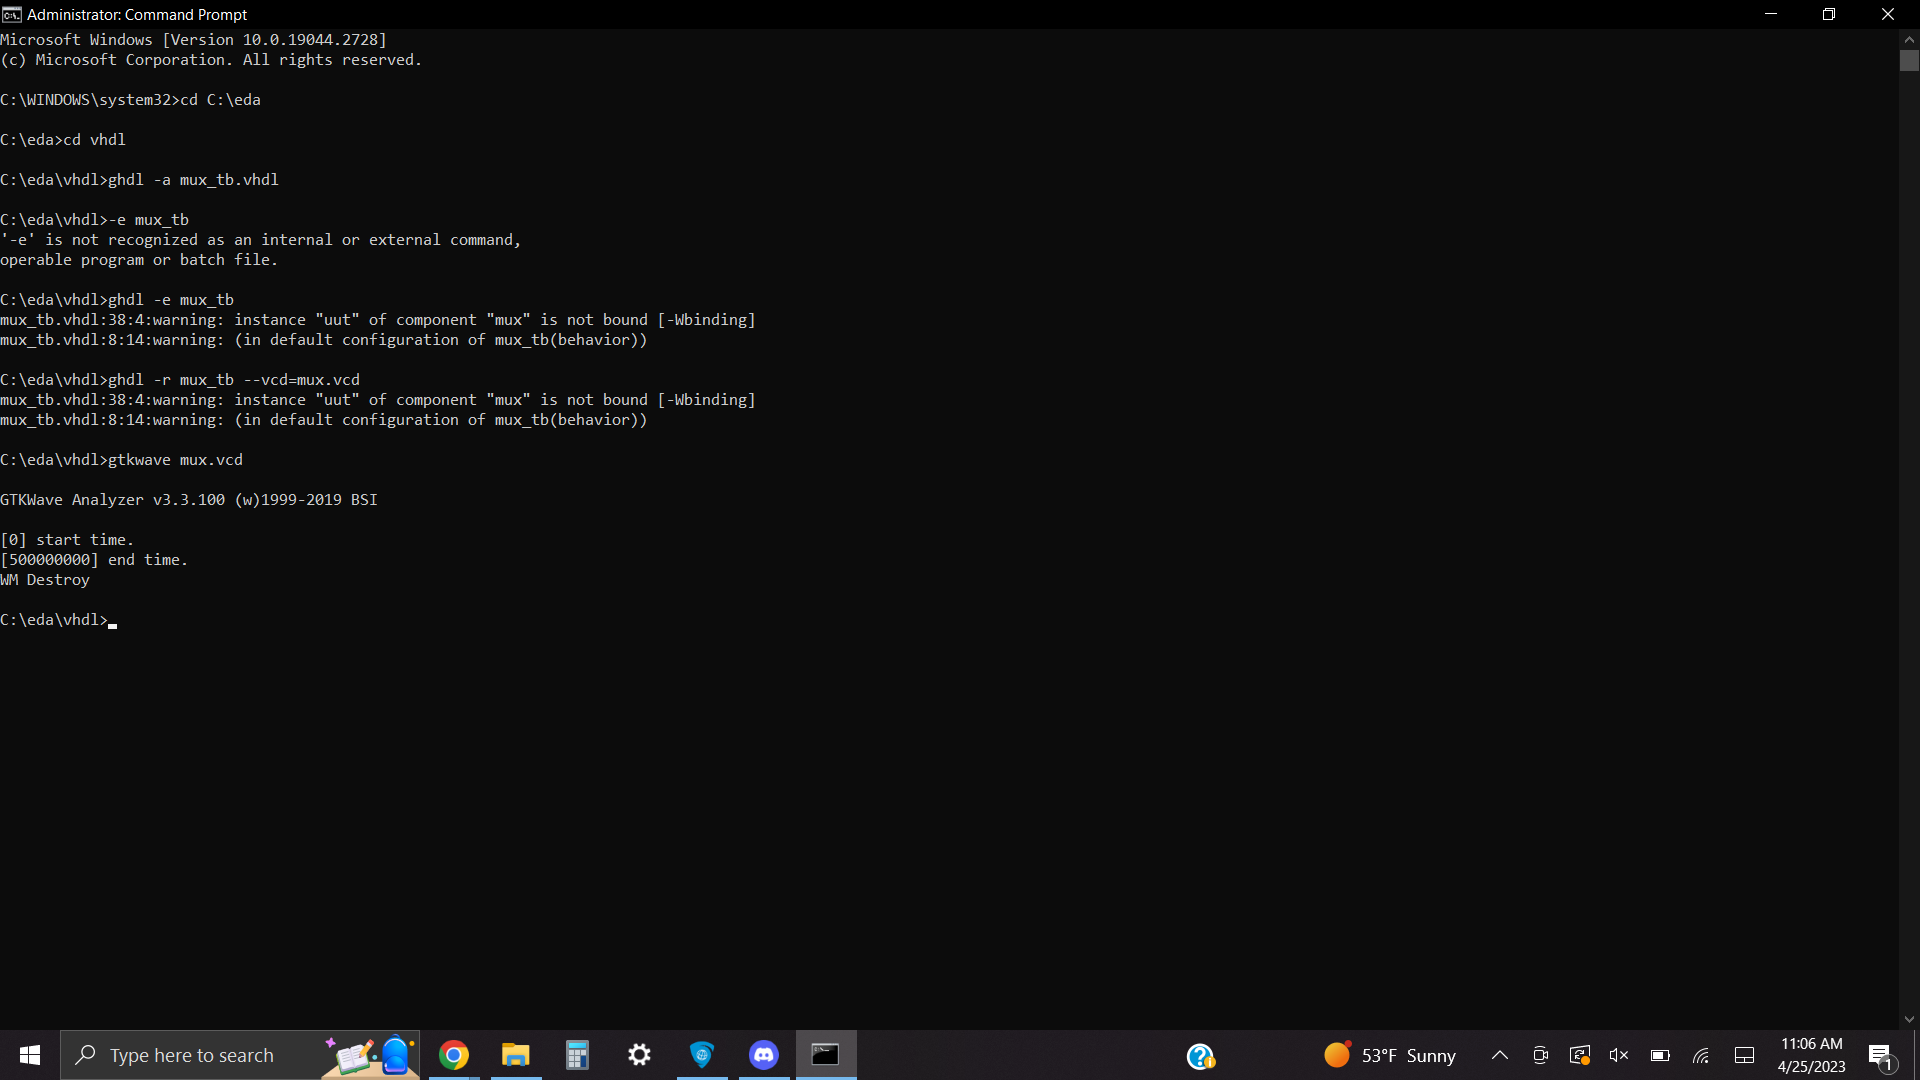 Administrator: Command Prompt
Microsoft Windows [Version 10.0.19044.2728]
(c) Microsoft Corporation. All rights reserved.
C:\WINDOWS\system32>cd C:\eda
C:\eda>cd vhdl
C:\eda\vhdl>ghdl -a mux_tb.vhdl
C:\eda\vhdl>-e mux_tb
'-e' is not recognized as an internal or external command,
operable program or batch file.
C:\eda\vhdl>ghdl -e mux_tb
mux_tb.vhdl:38:4:warning: instance "uut" of component "mux" is not bound [-Wbinding]
mux_tb.vhdl:8:14:warning: (in default configuration of mux_tb(behavior))
C:\eda\vhdl>ghdl -r mux_tb --vcd=mux.vcd
mux_tb.vhdl:38:4:warning: instance "uut" of component "mux" is not bound [-Wbinding]
mux_tb.vhdl:8:14:warning: (in default configuration of mux_tb(behavior))
C:\eda\vhdl>gtkwave mux.vcd
GTKWave Analyzer v3.3.100 (w)1999-2019 BSI
[0] start time.
[500000000] end time.
WM Destroy
C:\eda\vhdl>
Type here to search
53°F Sunny
11:06 AM
4/25/2023
1